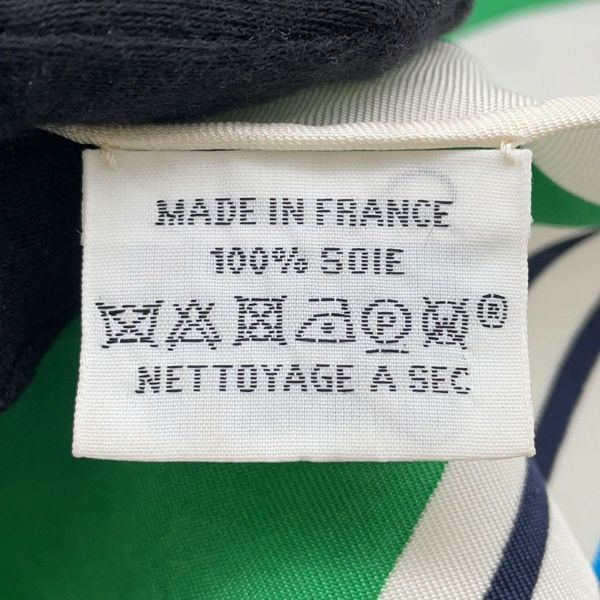 MADE IN FRANCE
100% SOIE
P ®
NETTOYAGE A SEC